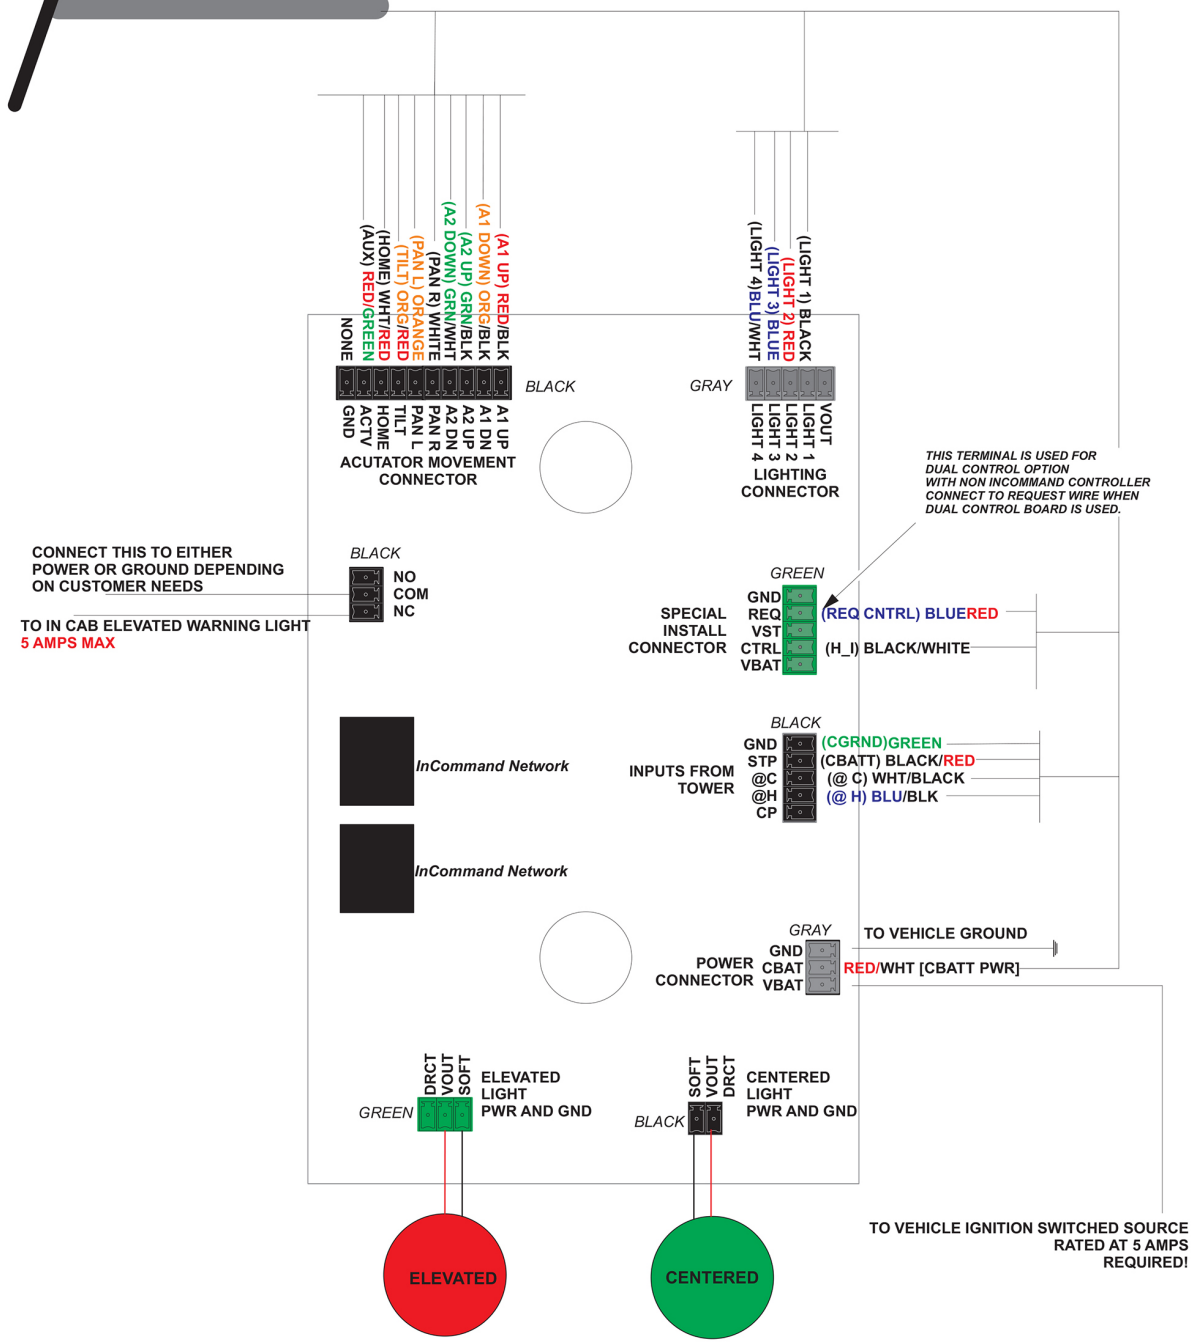 (AUX) RED/GREEN
(HOME) WHT/RED
(TILT) ORG/RED
(PAN L) ORANGE
(PAN R) WHITE
(A2 DOWN) GRN/WHT
(A2 UP) GRN/BLK
(A1 DOWN) ORG/BLK
(A1 UP) RED/BLK
NONE
BLACK
GND
ACTV
HOME
TILT
PAN L
PAN R
A2 DN
A2 UP
A1 DN
A1 UP
ACUTATOR MOVEMENT
CONNECTOR
(LIGHT 4)BLU/WHT
(LIGHT 3) BLUE
(LIGHT 2) RED
(LIGHT 1) BLACK
GRAY
LIGHT 4
LIGHT 3
LIGHT 2
LIGHT 1
VOUT
LIGHTING
CONNECTOR
THIS TERMINAL IS USED FOR
DUAL CONTROL OPTION
WITH NON INCOMMAND CONTROLLER
CONNECT TO REQUEST WIRE WHEN
DUAL CONTROL BOARD IS USED.
CONNECT THIS TO EITHER
POWER OR GROUND DEPENDING
ON CUSTOMER NEEDS
TO IN CAB ELEVATED WARNING LIGHT
5 AMPS MAX
BLACK
NO
COM
NC
GREEN
SPECIAL
INSTALL
CONNECTOR
GND
REQ
VST
CTRL
VBAT
(REQ CNTRL) BLUERED
(H_I) BLACK/WHITE
BLACK
INPUTS FROM
TOWER
GND
STP
@C
@H
CP
(CGRND)GREEN
(CBATT) BLACK/RED
(@ C) WHT/BLACK
(@ H) BLU/BLK
InCommand Network
InCommand Network
GRAY
POWER
CONNECTOR
GND
CBAT
VBAT
TO VEHICLE GROUND
RED/WHT [CBATT PWR]
DRCT
VOUT
SOFT
ELEVATED
LIGHT
PWR AND GND
GREEN
SOFT
VOUT
DRCT
CENTERED
LIGHT
PWR AND GND
BLACK
TO VEHICLE IGNITION SWITCHED SOURCE
RATED AT 5 AMPS
REQUIRED!
ELEVATED
CENTERED